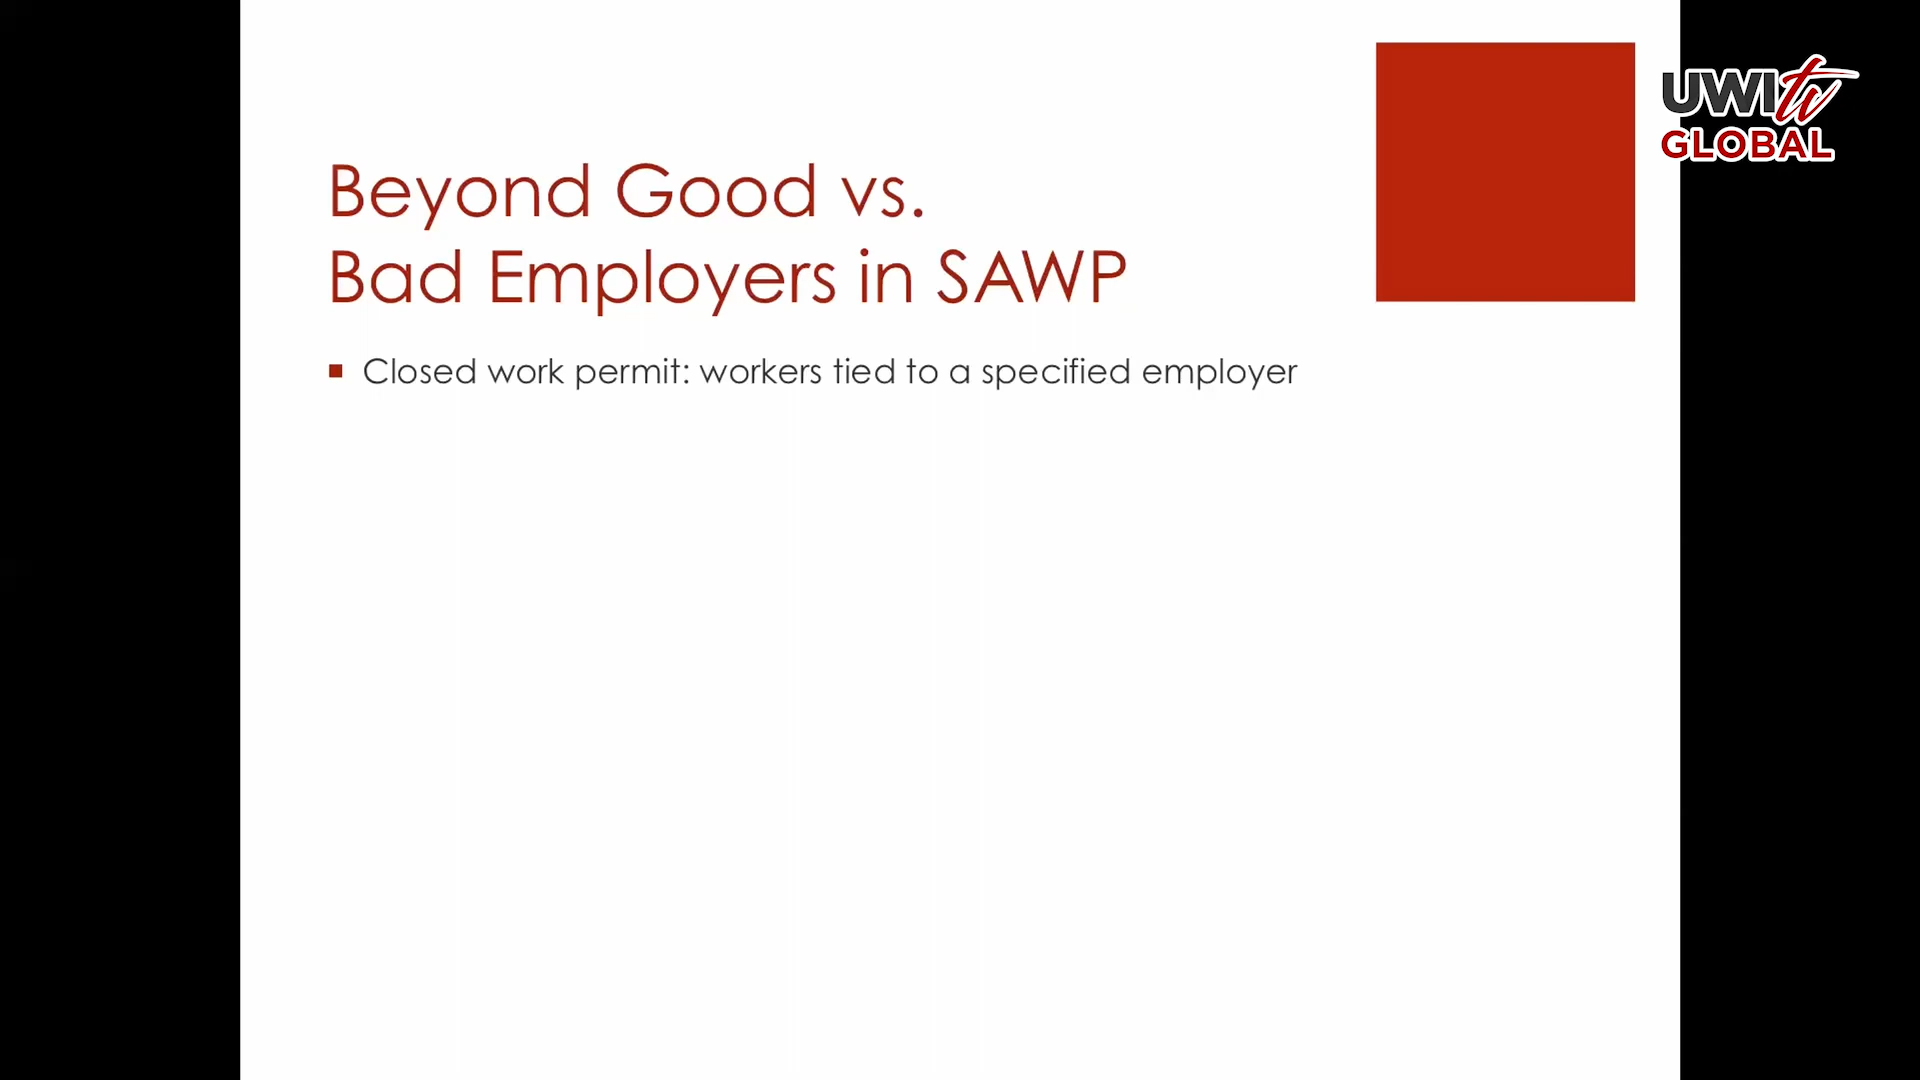 UWItv
GLOBAL
Beyond Good vs.
Bad Employers in SAWP
Closed work permit: workers tied to a specified employer